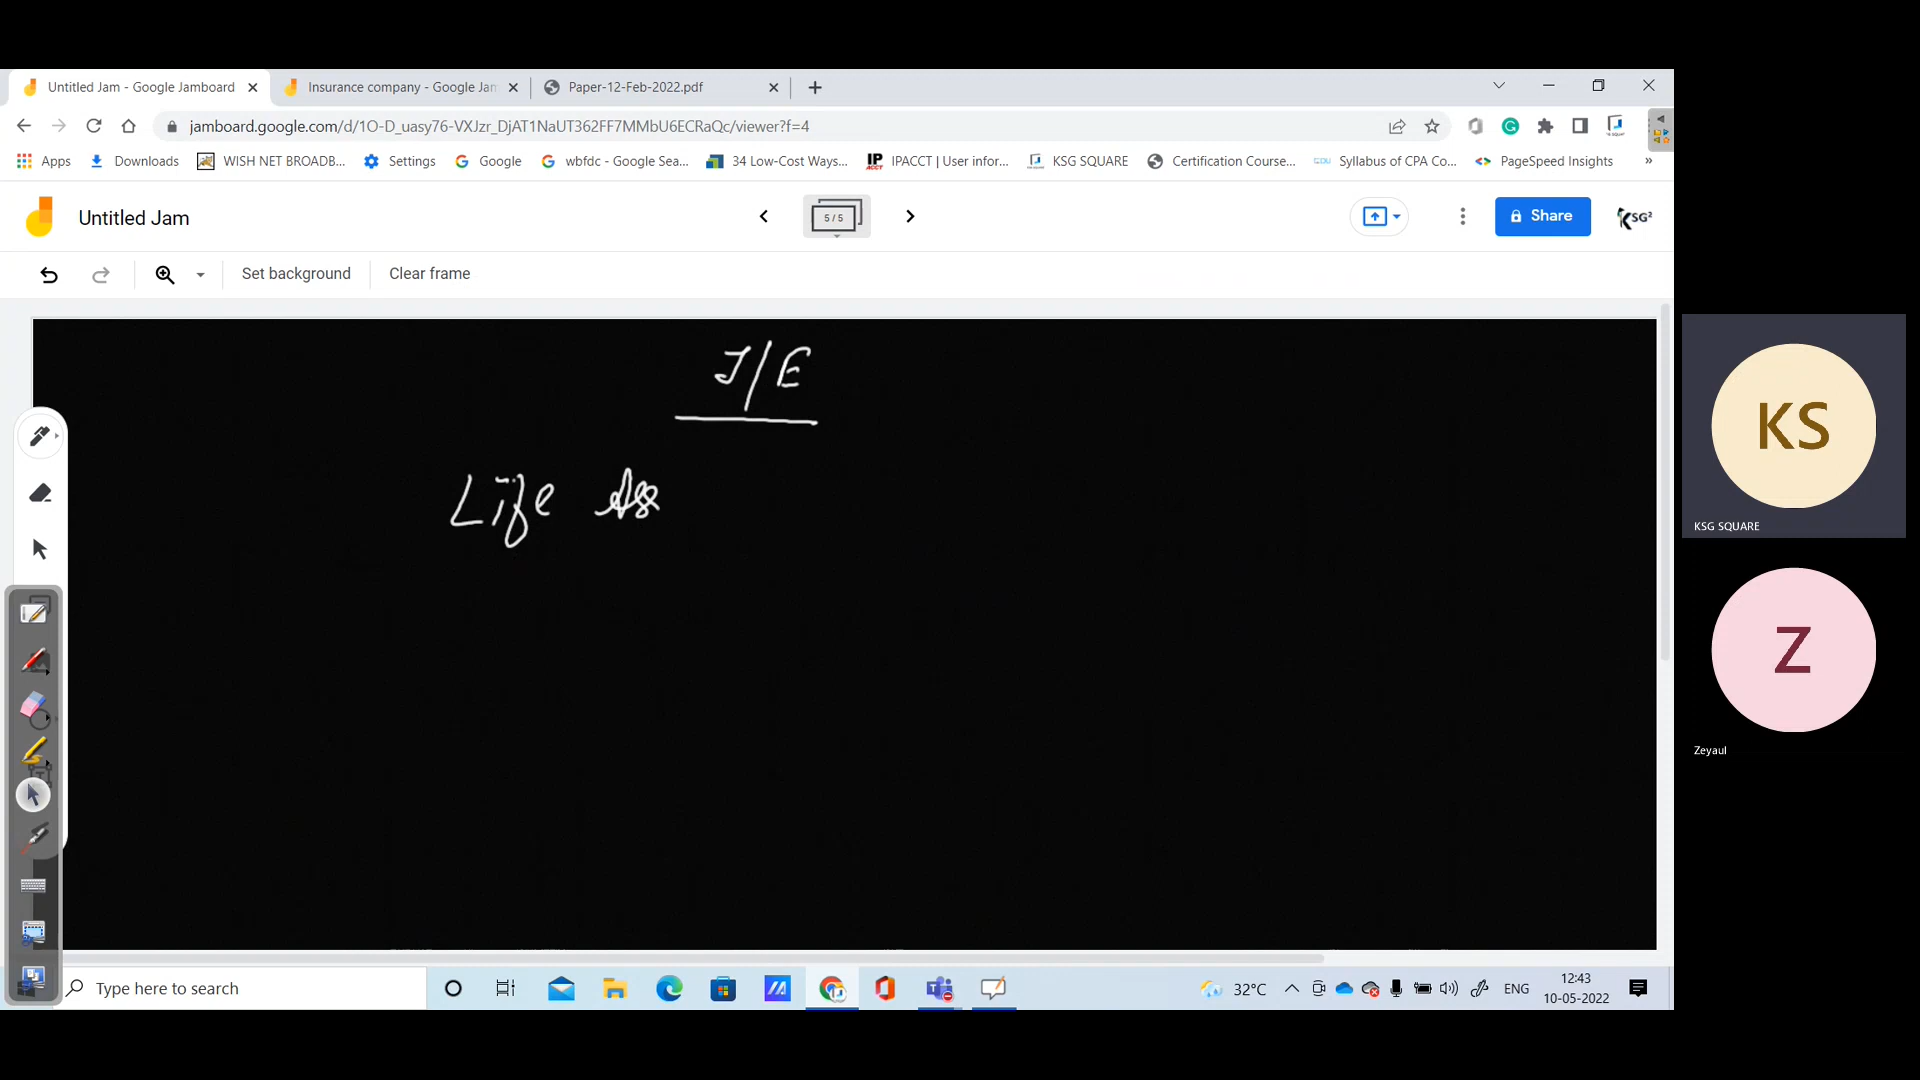 Untitled Jam - Google Jamboard
Insurance company - Google Jam
Paper-12-Feb-2022.pdf
jamboard.google.com/d/1O-D_uasy76-VXJzr_DjAT1NaUT362FF7MMbU6ECRaQc/viewer?f=4
Apps Downloads WISH NET BROADB... Settings Google wbfdc - Google Sea... 34 Low-Cost Ways... IPACCT | User infor... KSG SQUARE Certification Course... Syllabus of CPA Co... PageSpeed Insights »
Untitled Jam
5 / 5
Share
KSG²
Set background Clear frame
J/E
Life Ass
KS
KSG SQUARE
Z
Zeyaul
Type here to search
32°C
ENG
12:43
10-05-2022